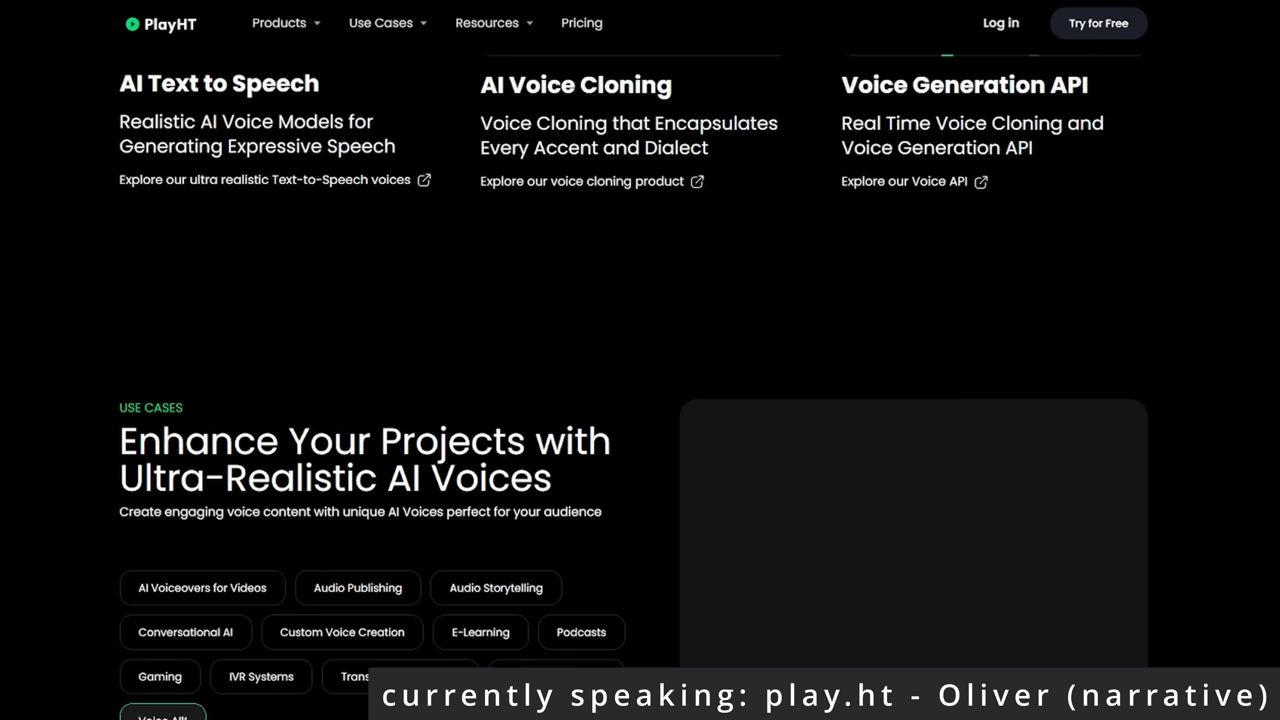 PlayHT Products Use Cases Resources Pricing Log in Try for Free
AI Text to Speech
Realistic AI Voice Models for
Generating Expressive Speech
Explore our ultra realistic Text-to-Speech voices
AI Voice Cloning
Voice Cloning that Encapsulates
Every Accent and Dialect
Explore our voice cloning product
Voice Generation API
Real Time Voice Cloning and
Voice Generation API
Explore our Voice API
USE CASES
Enhance Your Projects with
Ultra-Realistic AI Voices
Create engaging voice content with unique AI Voices perfect for your audience
AI Voiceovers for Videos Audio Publishing Audio Storytelling
Conversational AI Custom Voice Creation E-Learning Podcasts
Gaming IVR Systems
currently speaking: play.ht - Oliver (narrative)